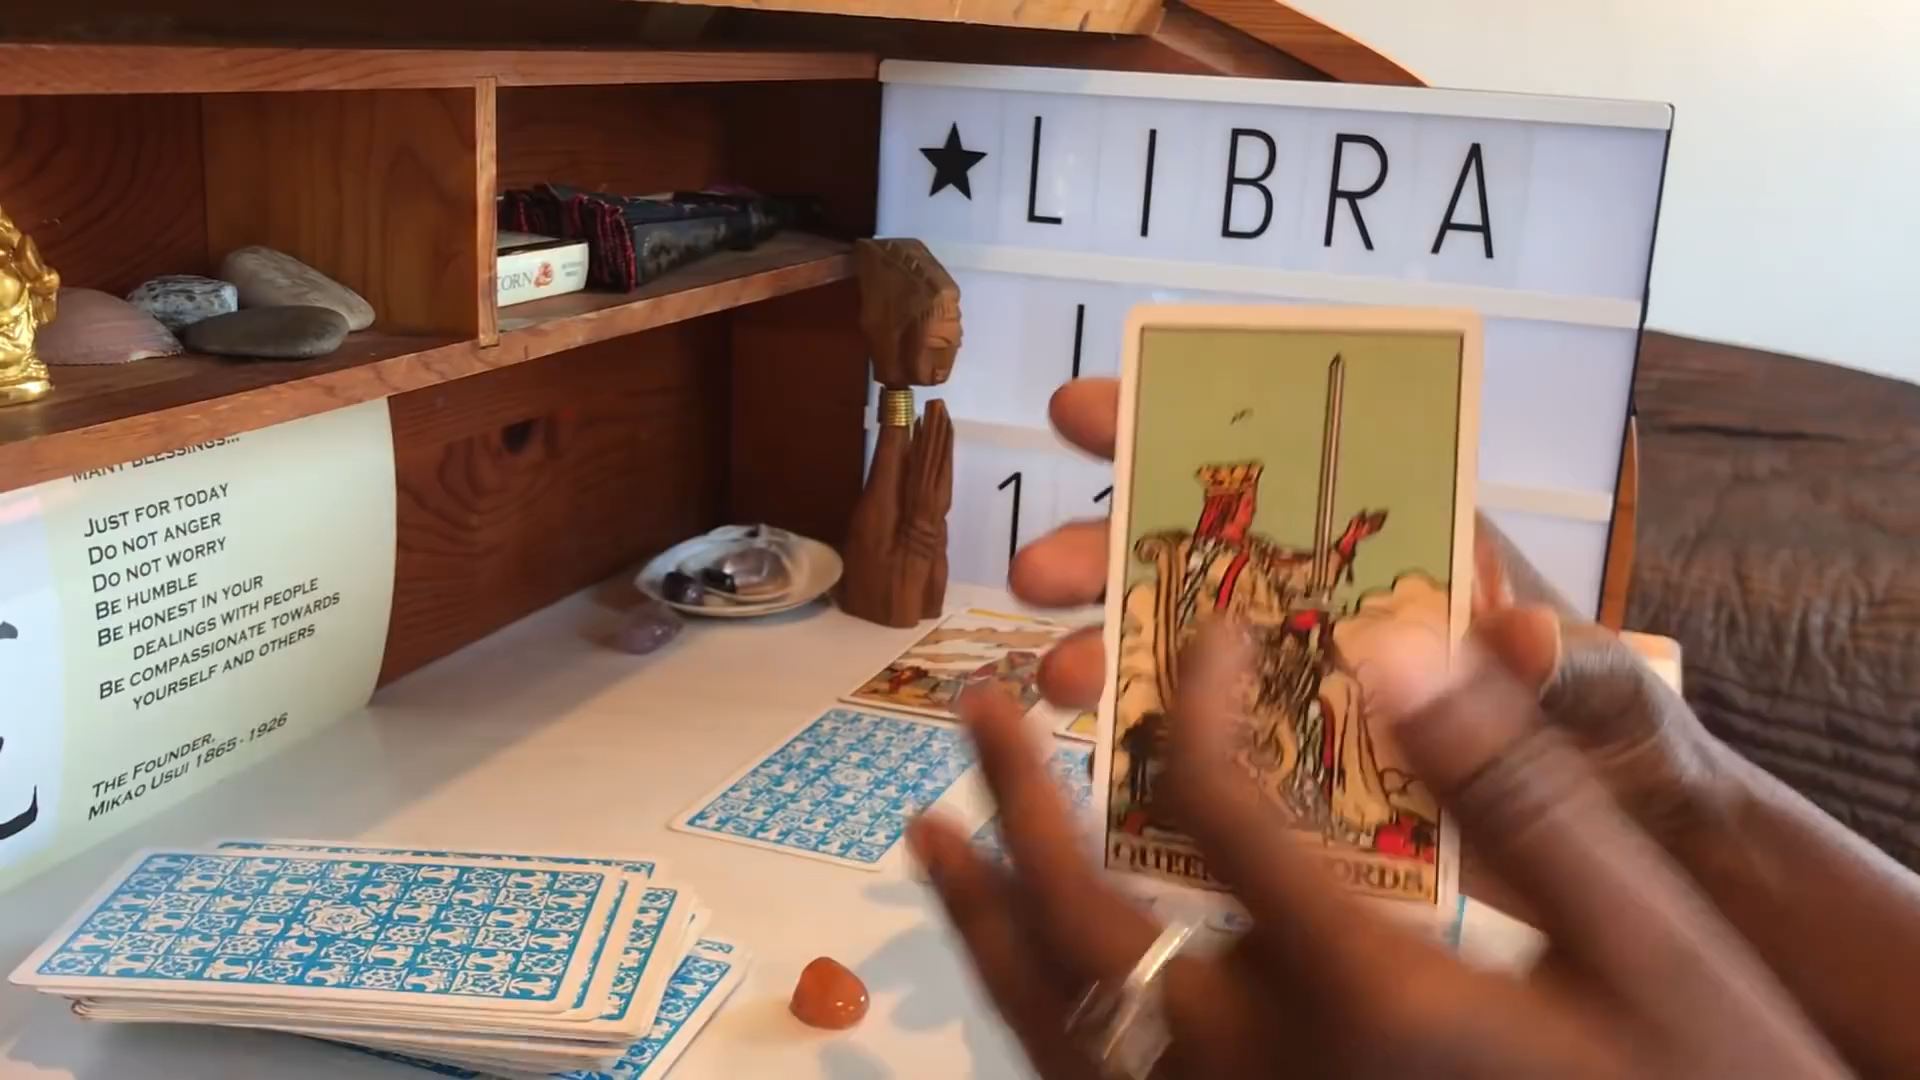 ★LIBRA
MANY BLESSINGS...
JUST FOR TODAY
DO NOT ANGER
DO NOT WORRY
BE HUMBLE
BE HONEST IN YOUR
DEALINGS WITH PEOPLE
BE COMPASSIONATE TOWARDS
YOURSELF AND OTHERS
THE FOUNDER,
MIKAO USUI 1865-1926